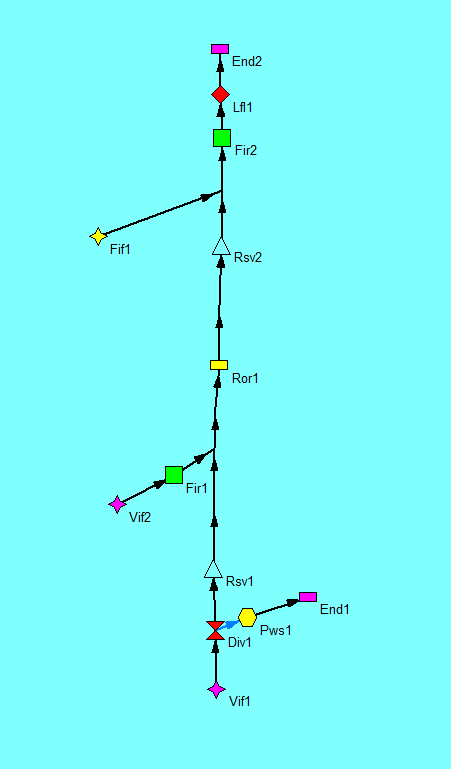 End2
Lfl1
Fir2
Fif1
Rsv2
Ror1
Fir1
Vif2
Rsv1
End1
Pws1
Div1
Vif1